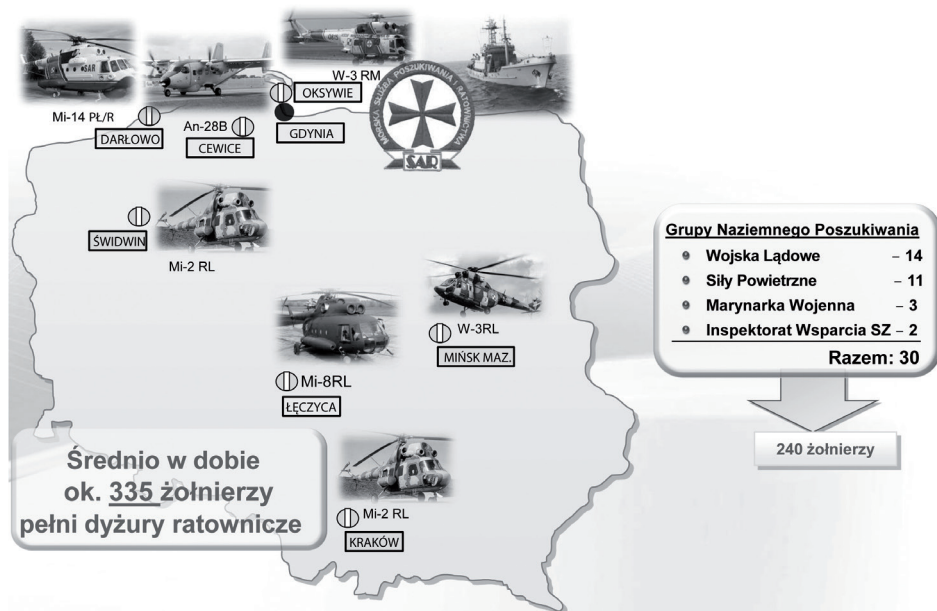 W-3 RM
OKSYWIE
Mi-14 PŁ/R
DARŁOWO
An-28B
CEWICE
GDYNIA
MORSKA SŁUŻBA POSZUKIWANIA I RATOWNICTWA
SAR
SAR
ŚWIDWIN
Mi-2 RL
W-3RL
MIŃSK MAZ.
Mi-8RL
ŁĘCZYCA
Mi-2 RL
KRAKÓW
Średnio w dobie
ok. 335 żołnierzy
pełni dyżury ratownicze
Grupy Naziemnego Poszukiwania
Wojska Lądowe – 14
Siły Powietrzne – 11
Marynarka Wojenna – 3
Inspektorat Wsparcia SZ – 2
Razem: 30
240 żołnierzy